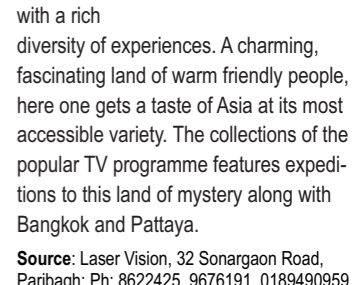 with a rich
diversity of experiences. A charming,
fascinating land of warm friendly people,
here one gets a taste of Asia at its most
accessible variety. The collections of the
popular TV programme features expedi-
tions to this land of mystery along with
Bangkok and Pattaya.
Source: Laser Vision, 32 Sonargaon Road,
Paribagh; Ph: 8622425, 9676191, 0189490959